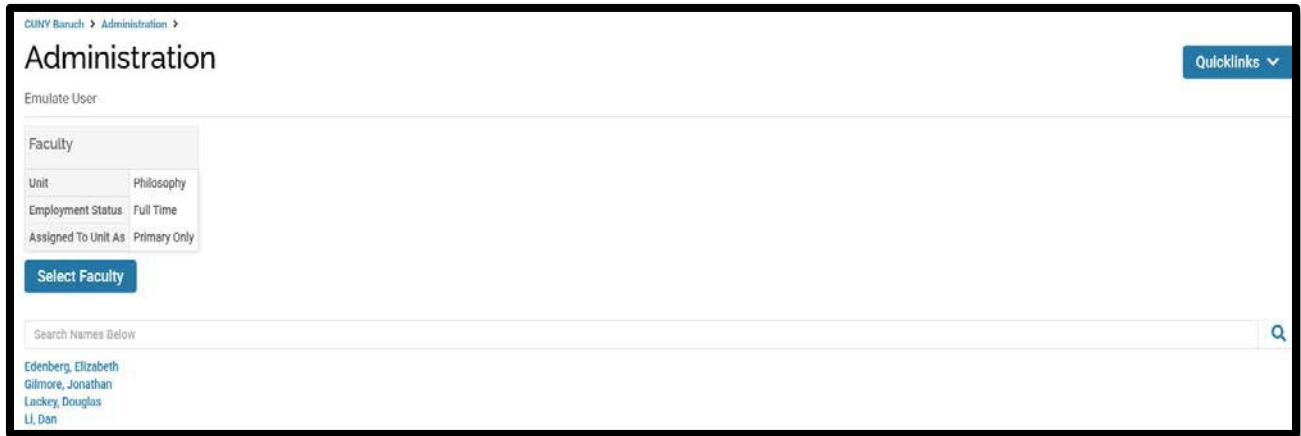 CUNY Baruch > Administration >
Administration
Quicklinks
Emulate User
Faculty
Unit Philosophy
Employment Status Full Time
Assigned To Unit As Primary Only
Select Faculty
Search Names Below
Edenberg, Elizabeth
Gilmore, Jonathan
Lackey, Douglas
Li, Dan